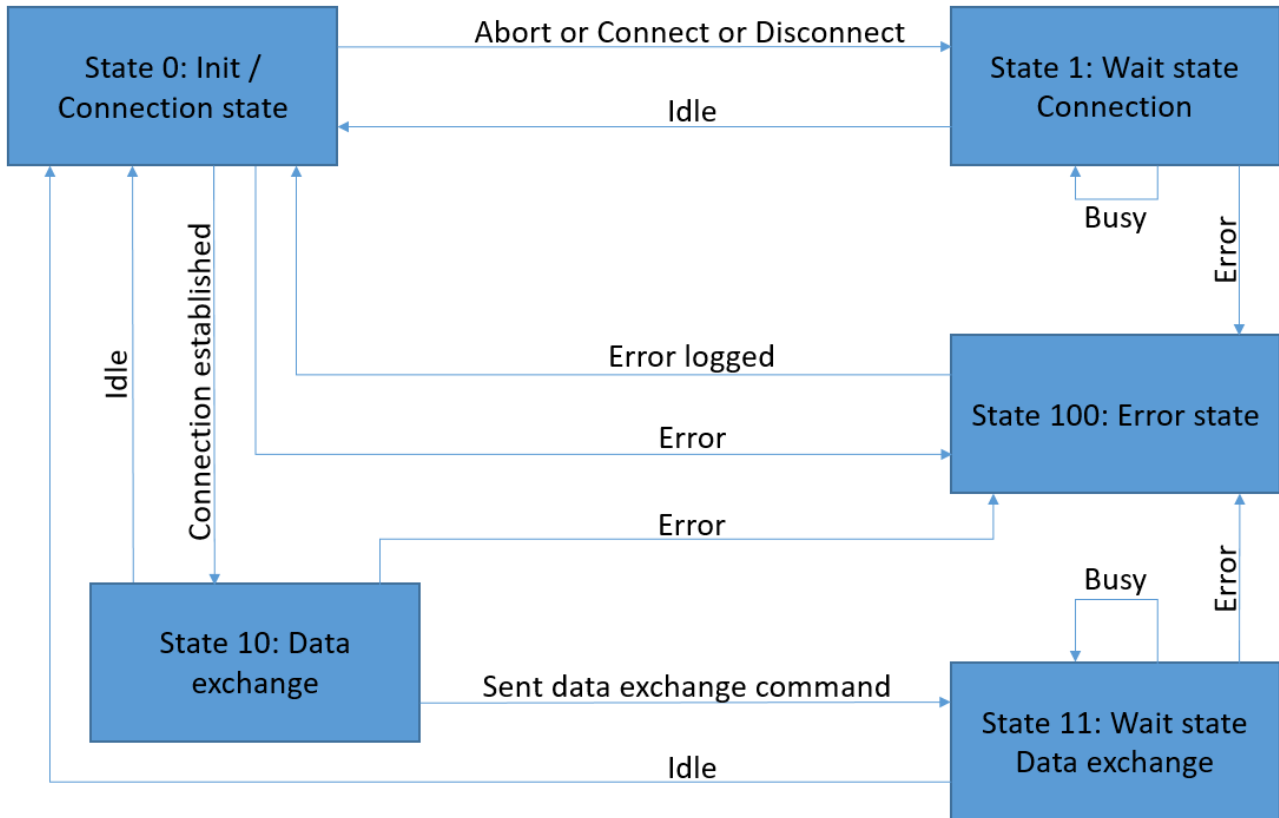 Abort or Connect or Disconnect
State 0: Init /
Connection state
State 1: Wait state
Connection
Idle
Busy
Error
Connection established
Idle
Error logged
State 100: Error state
Error
Error
Busy
Error
State 10: Data
exchange
Sent data exchange command
State 11: Wait state
Data exchange
Idle